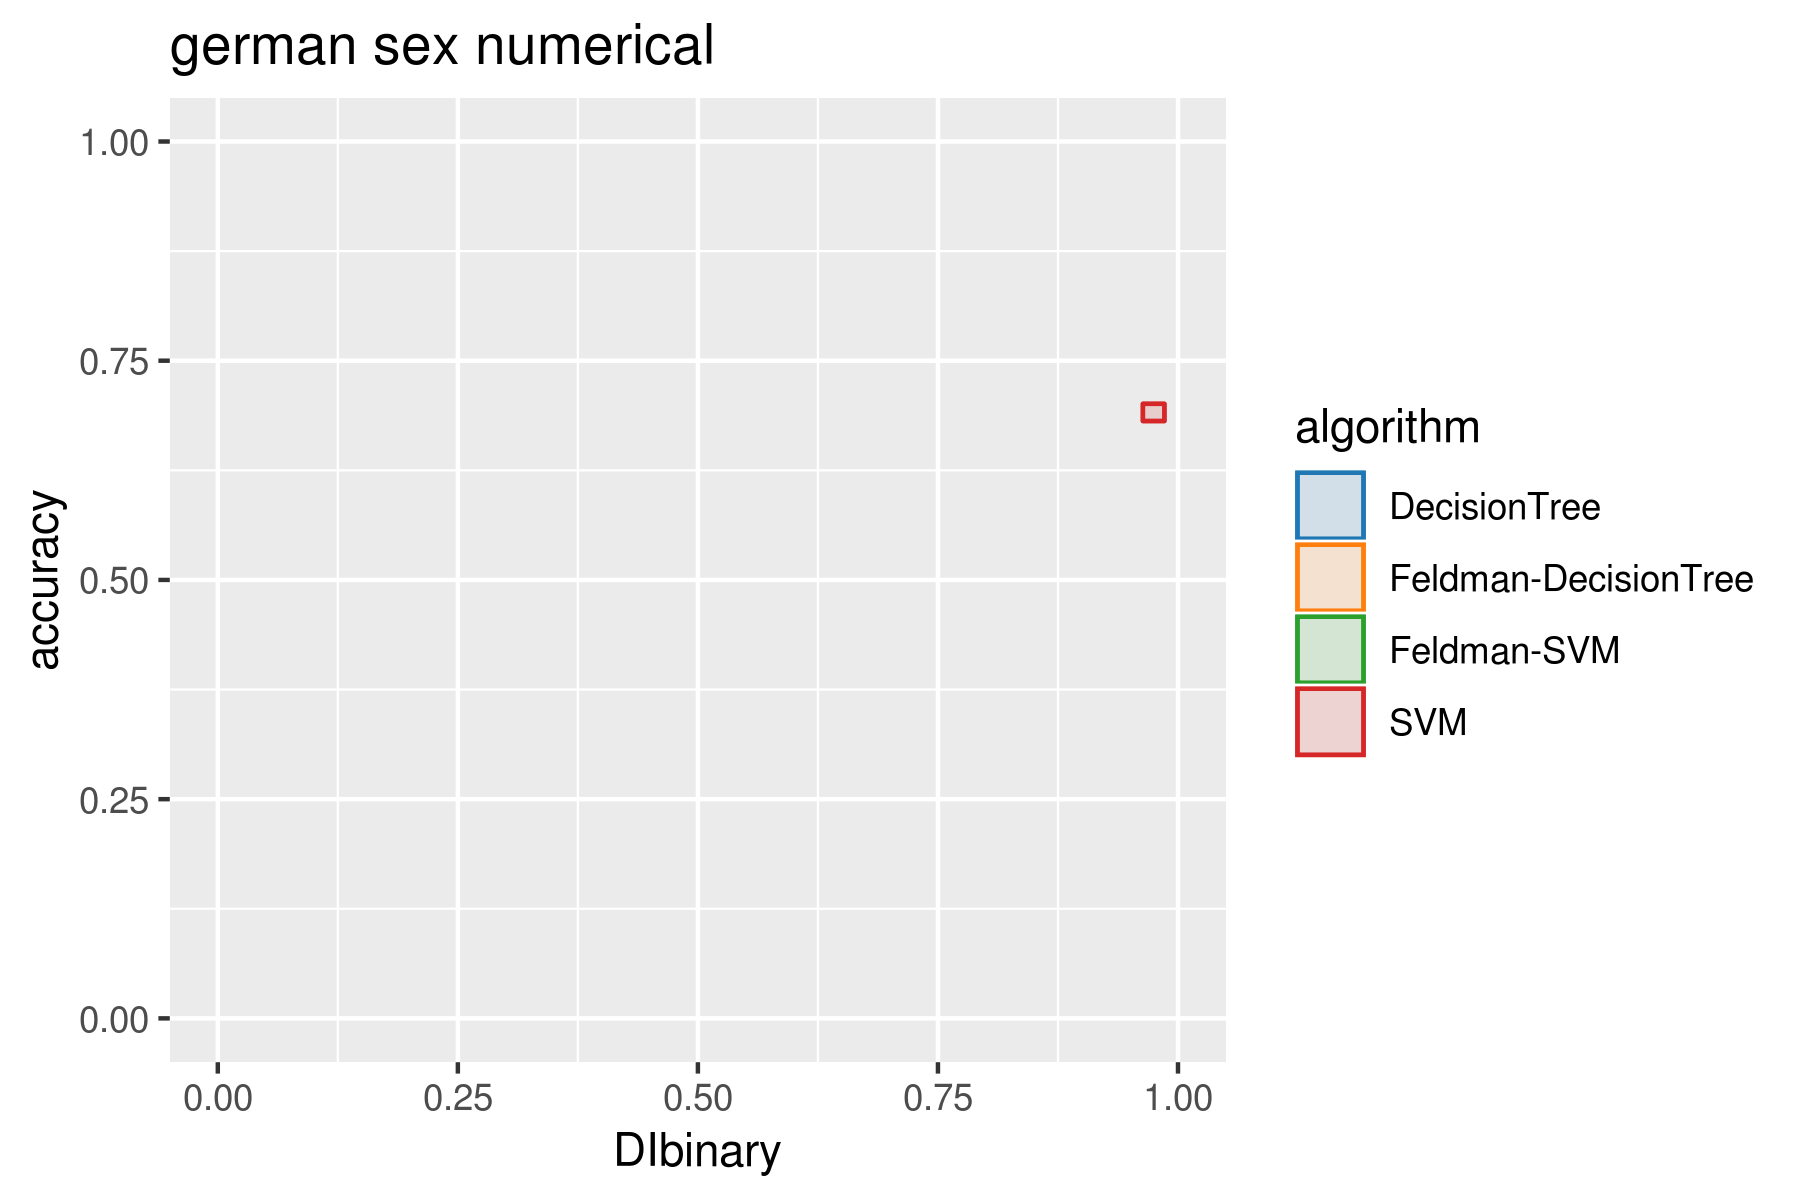 german sex numerical
1.00
0.75
0.50
0.25
0.00
accuracy
0.00 0.25 0.50 0.75 1.00
DIbinary
algorithm
DecisionTree
Feldman-DecisionTree
Feldman-SVM
SVM